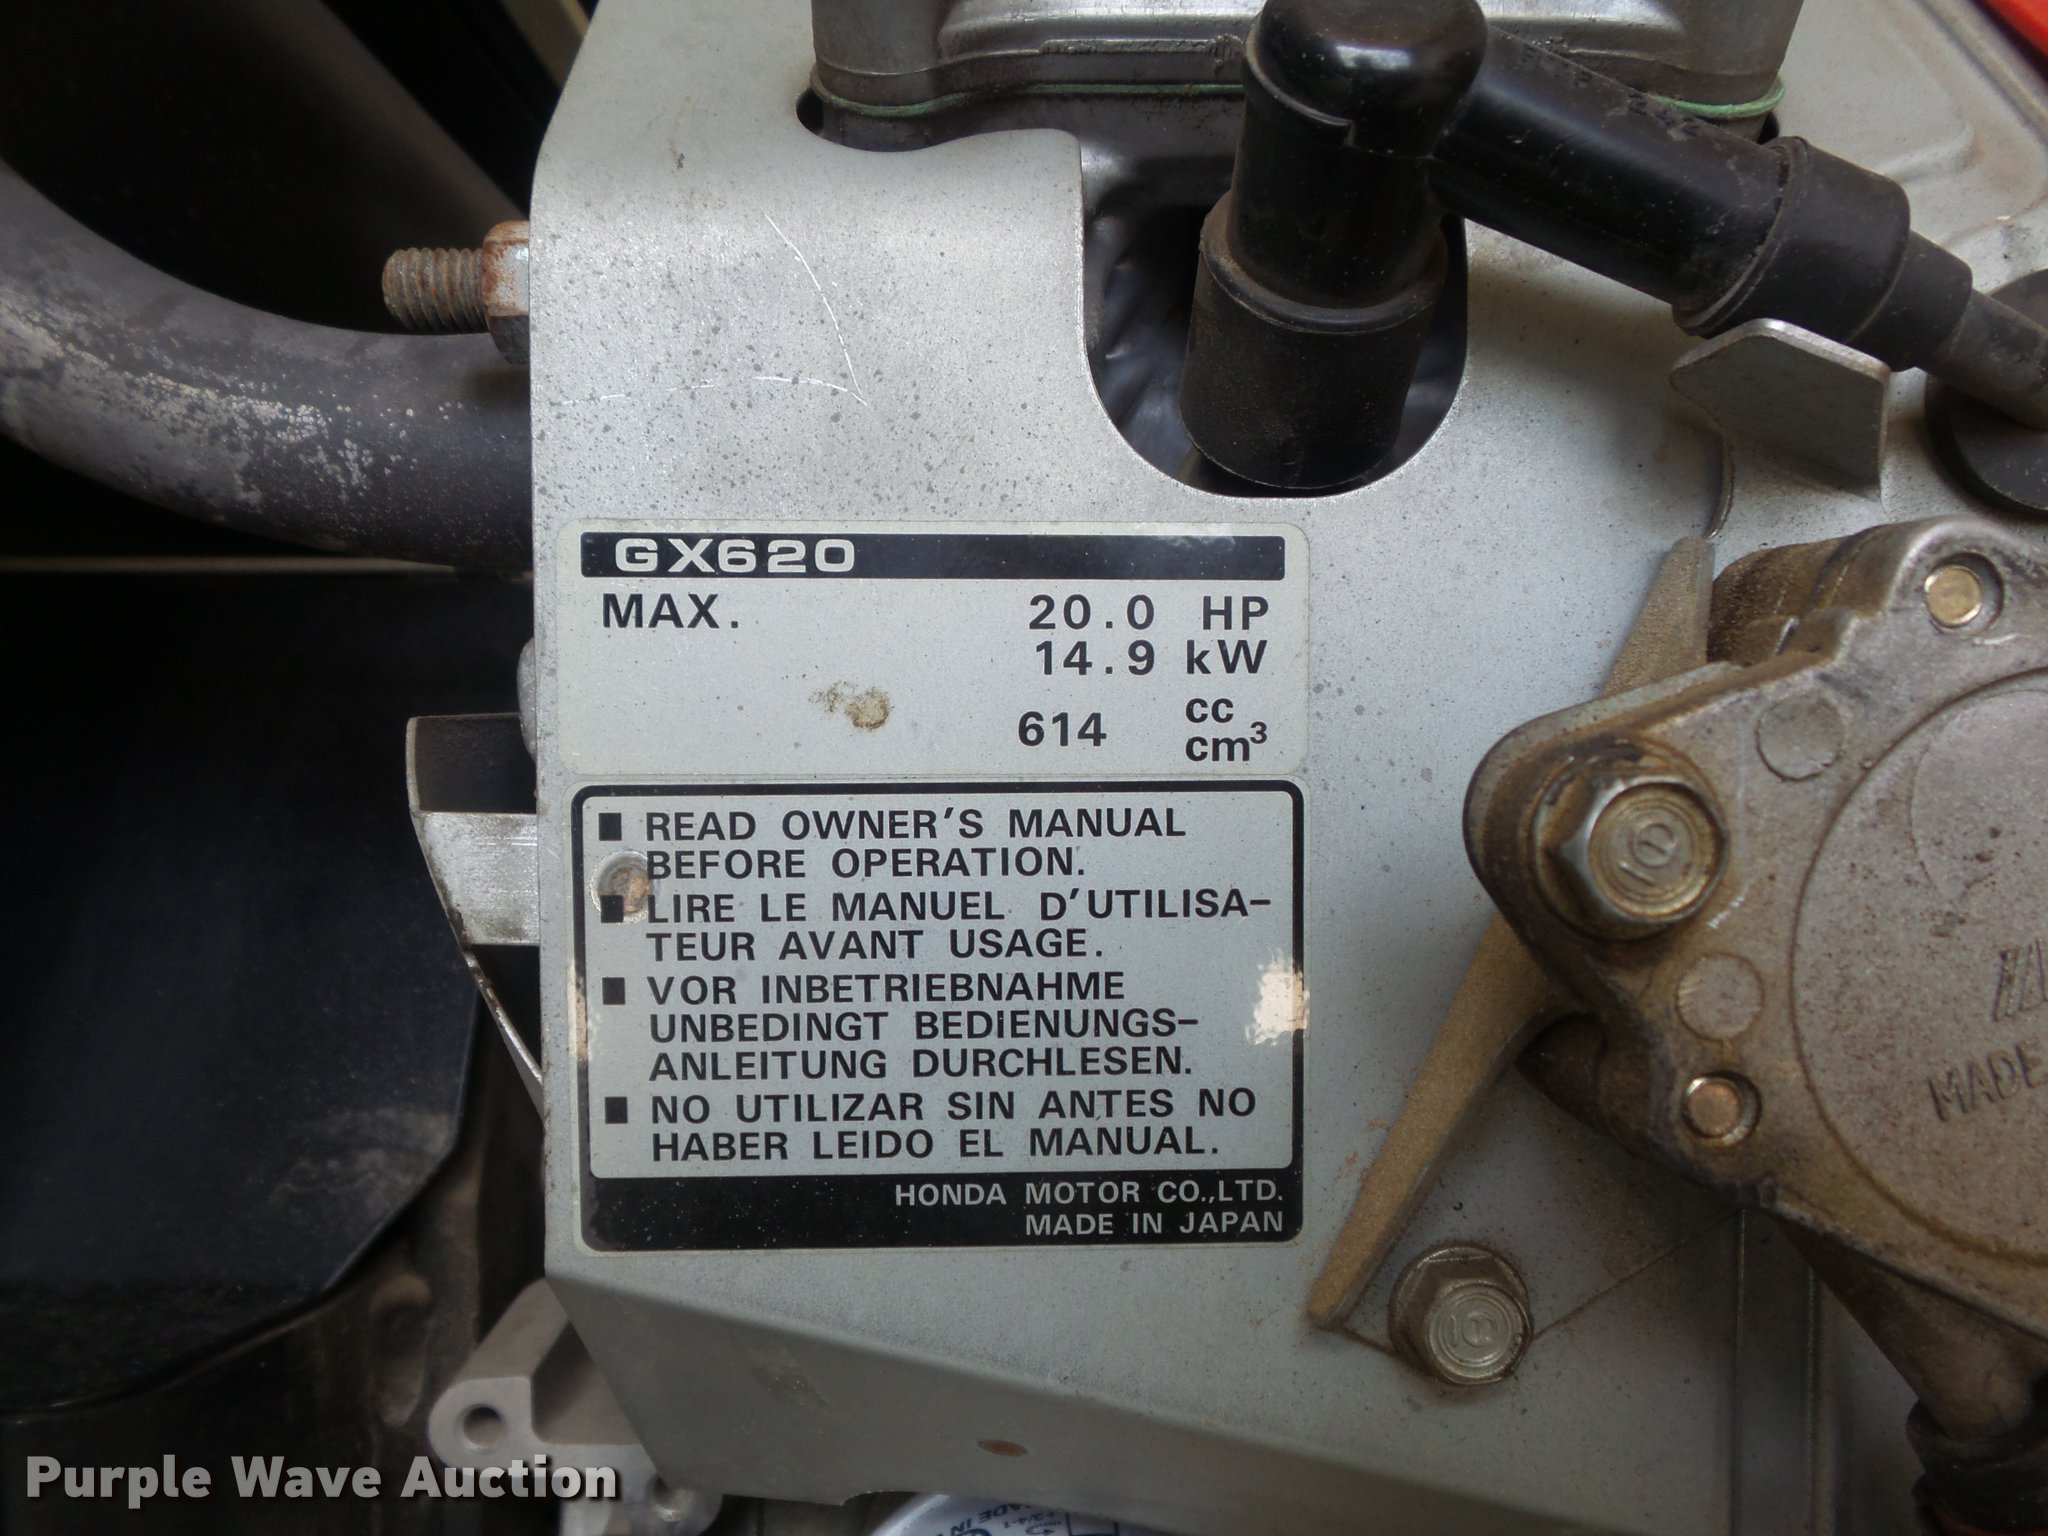 GX620
MAX. 20.0 HP
14.9 kW
614 cc
cm³
■ READ OWNER'S MANUAL
BEFORE OPERATION.
■ LIRE LE MANUEL D'UTILISA-
TEUR AVANT USAGE.
■ VOR INBETRIEBNAHME
UNBEDINGT BEDIENUNGS-
ANLEITUNG DURCHLESEN.
■ NO UTILIZAR SIN ANTES NO
HABER LEIDO EL MANUAL.
HONDA MOTOR CO.,LTD.
MADE IN JAPAN
MADE
Purple Wave Auction